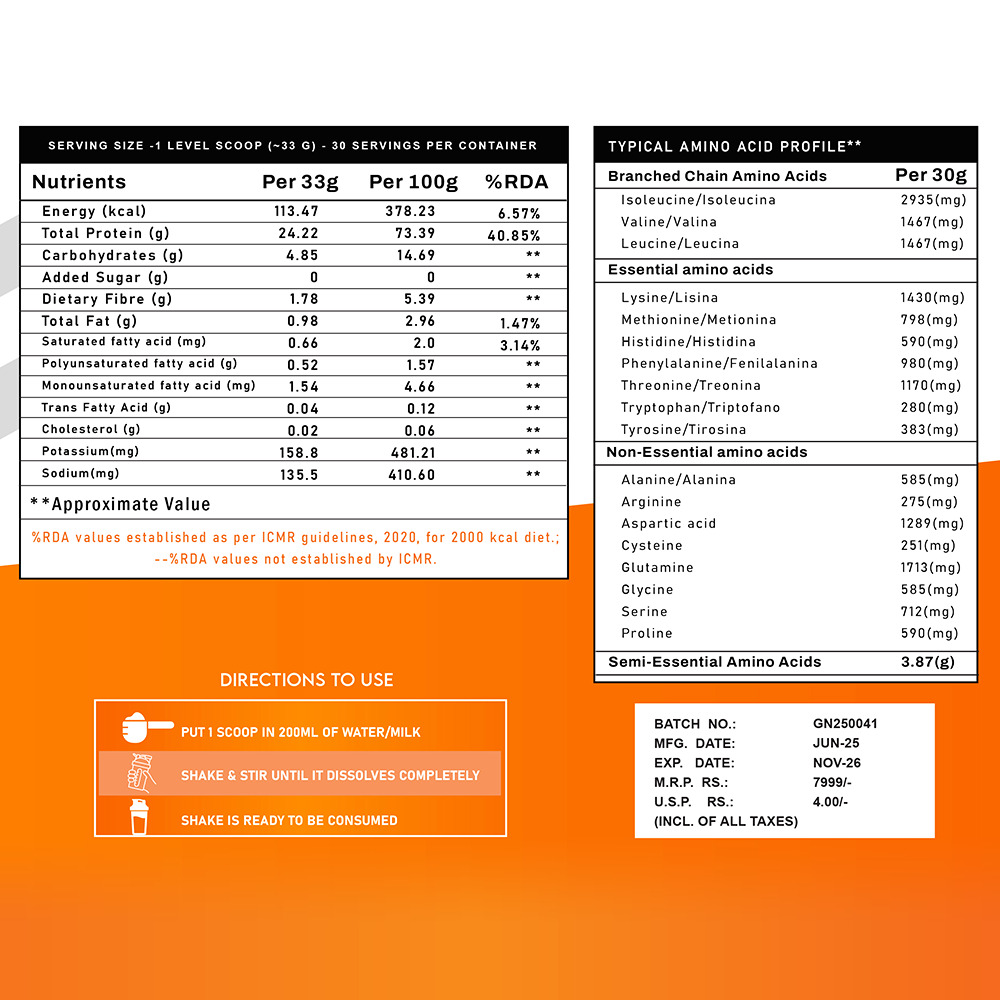 SERVING SIZE -1 LEVEL SCOOP (~33 G) - 30 SERVINGS PER CONTAINER
Nutrients Per 33g Per 100g %RDA
Energy (kcal) 113.47 378.23 6.57%
Total Protein (g) 24.22 73.39 40.85%
Carbohydrates (g) 4.85 14.69 **
Added Sugar (g) 0 0 **
Dietary Fibre (g) 1.78 5.39 **
Total Fat (g) 0.98 2.96 1.47%
Saturated fatty acid (mg) 0.66 2.0 3.14%
Polyunsaturated fatty acid (g) 0.52 1.57 **
Monounsaturated fatty acid (mg) 1.54 4.66 **
Trans Fatty Acid (g) 0.04 0.12 **
Cholesterol (g) 0.02 0.06 **
Potassium(mg) 158.8 481.21 **
Sodium(mg) 135.5 410.60 **
**Approximate Value
%RDA values established as per ICMR guidelines, 2020, for 2000 kcal diet.;
--%RDA values not established by ICMR.
TYPICAL AMINO ACID PROFILE**
Branched Chain Amino Acids Per 30g
Isoleucine/Isoleucina 2935(mg)
Valine/Valina 1467(mg)
Leucine/Leucina 1467(mg)
Essential amino acids
Lysine/Lisina 1430(mg)
Methionine/Metionina 798(mg)
Histidine/Histidina 590(mg)
Phenylalanine/Fenilalanina 980(mg)
Threonine/Treonina 1170(mg)
Tryptophan/Triptofano 280(mg)
Tyrosine/Tirosina 383(mg)
Non-Essential amino acids
Alanine/Alanina 585(mg)
Arginine 275(mg)
Aspartic acid 1289(mg)
Cysteine 251(mg)
Glutamine 1713(mg)
Glycine 585(mg)
Serine 712(mg)
Proline 590(mg)
Semi-Essential Amino Acids 3.87(g)
DIRECTIONS TO USE
PUT 1 SCOOP IN 200ML OF WATER/MILK
SHAKE & STIR UNTIL IT DISSOLVES COMPLETELY
SHAKE IS READY TO BE CONSUMED
BATCH NO.: GN250041
MFG. DATE: JUN-25
EXP. DATE: NOV-26
M.R.P. RS.: 7999/-
U.S.P. RS.: 4.00/-
(INCL. OF ALL TAXES)